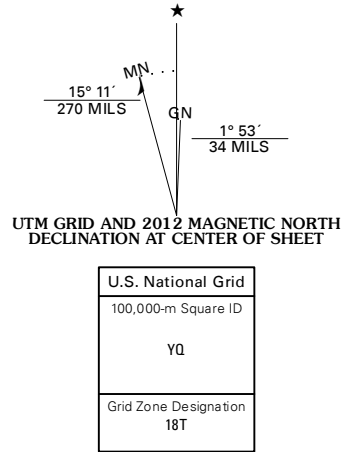 ★
MN
15° 11´
270 MILS
GN
1° 53´
34 MILS
UTM GRID AND 2012 MAGNETIC NORTH
DECLINATION AT CENTER OF SHEET
U.S. National Grid
100,000-m Square ID
YQ
Grid Zone Designation
18T